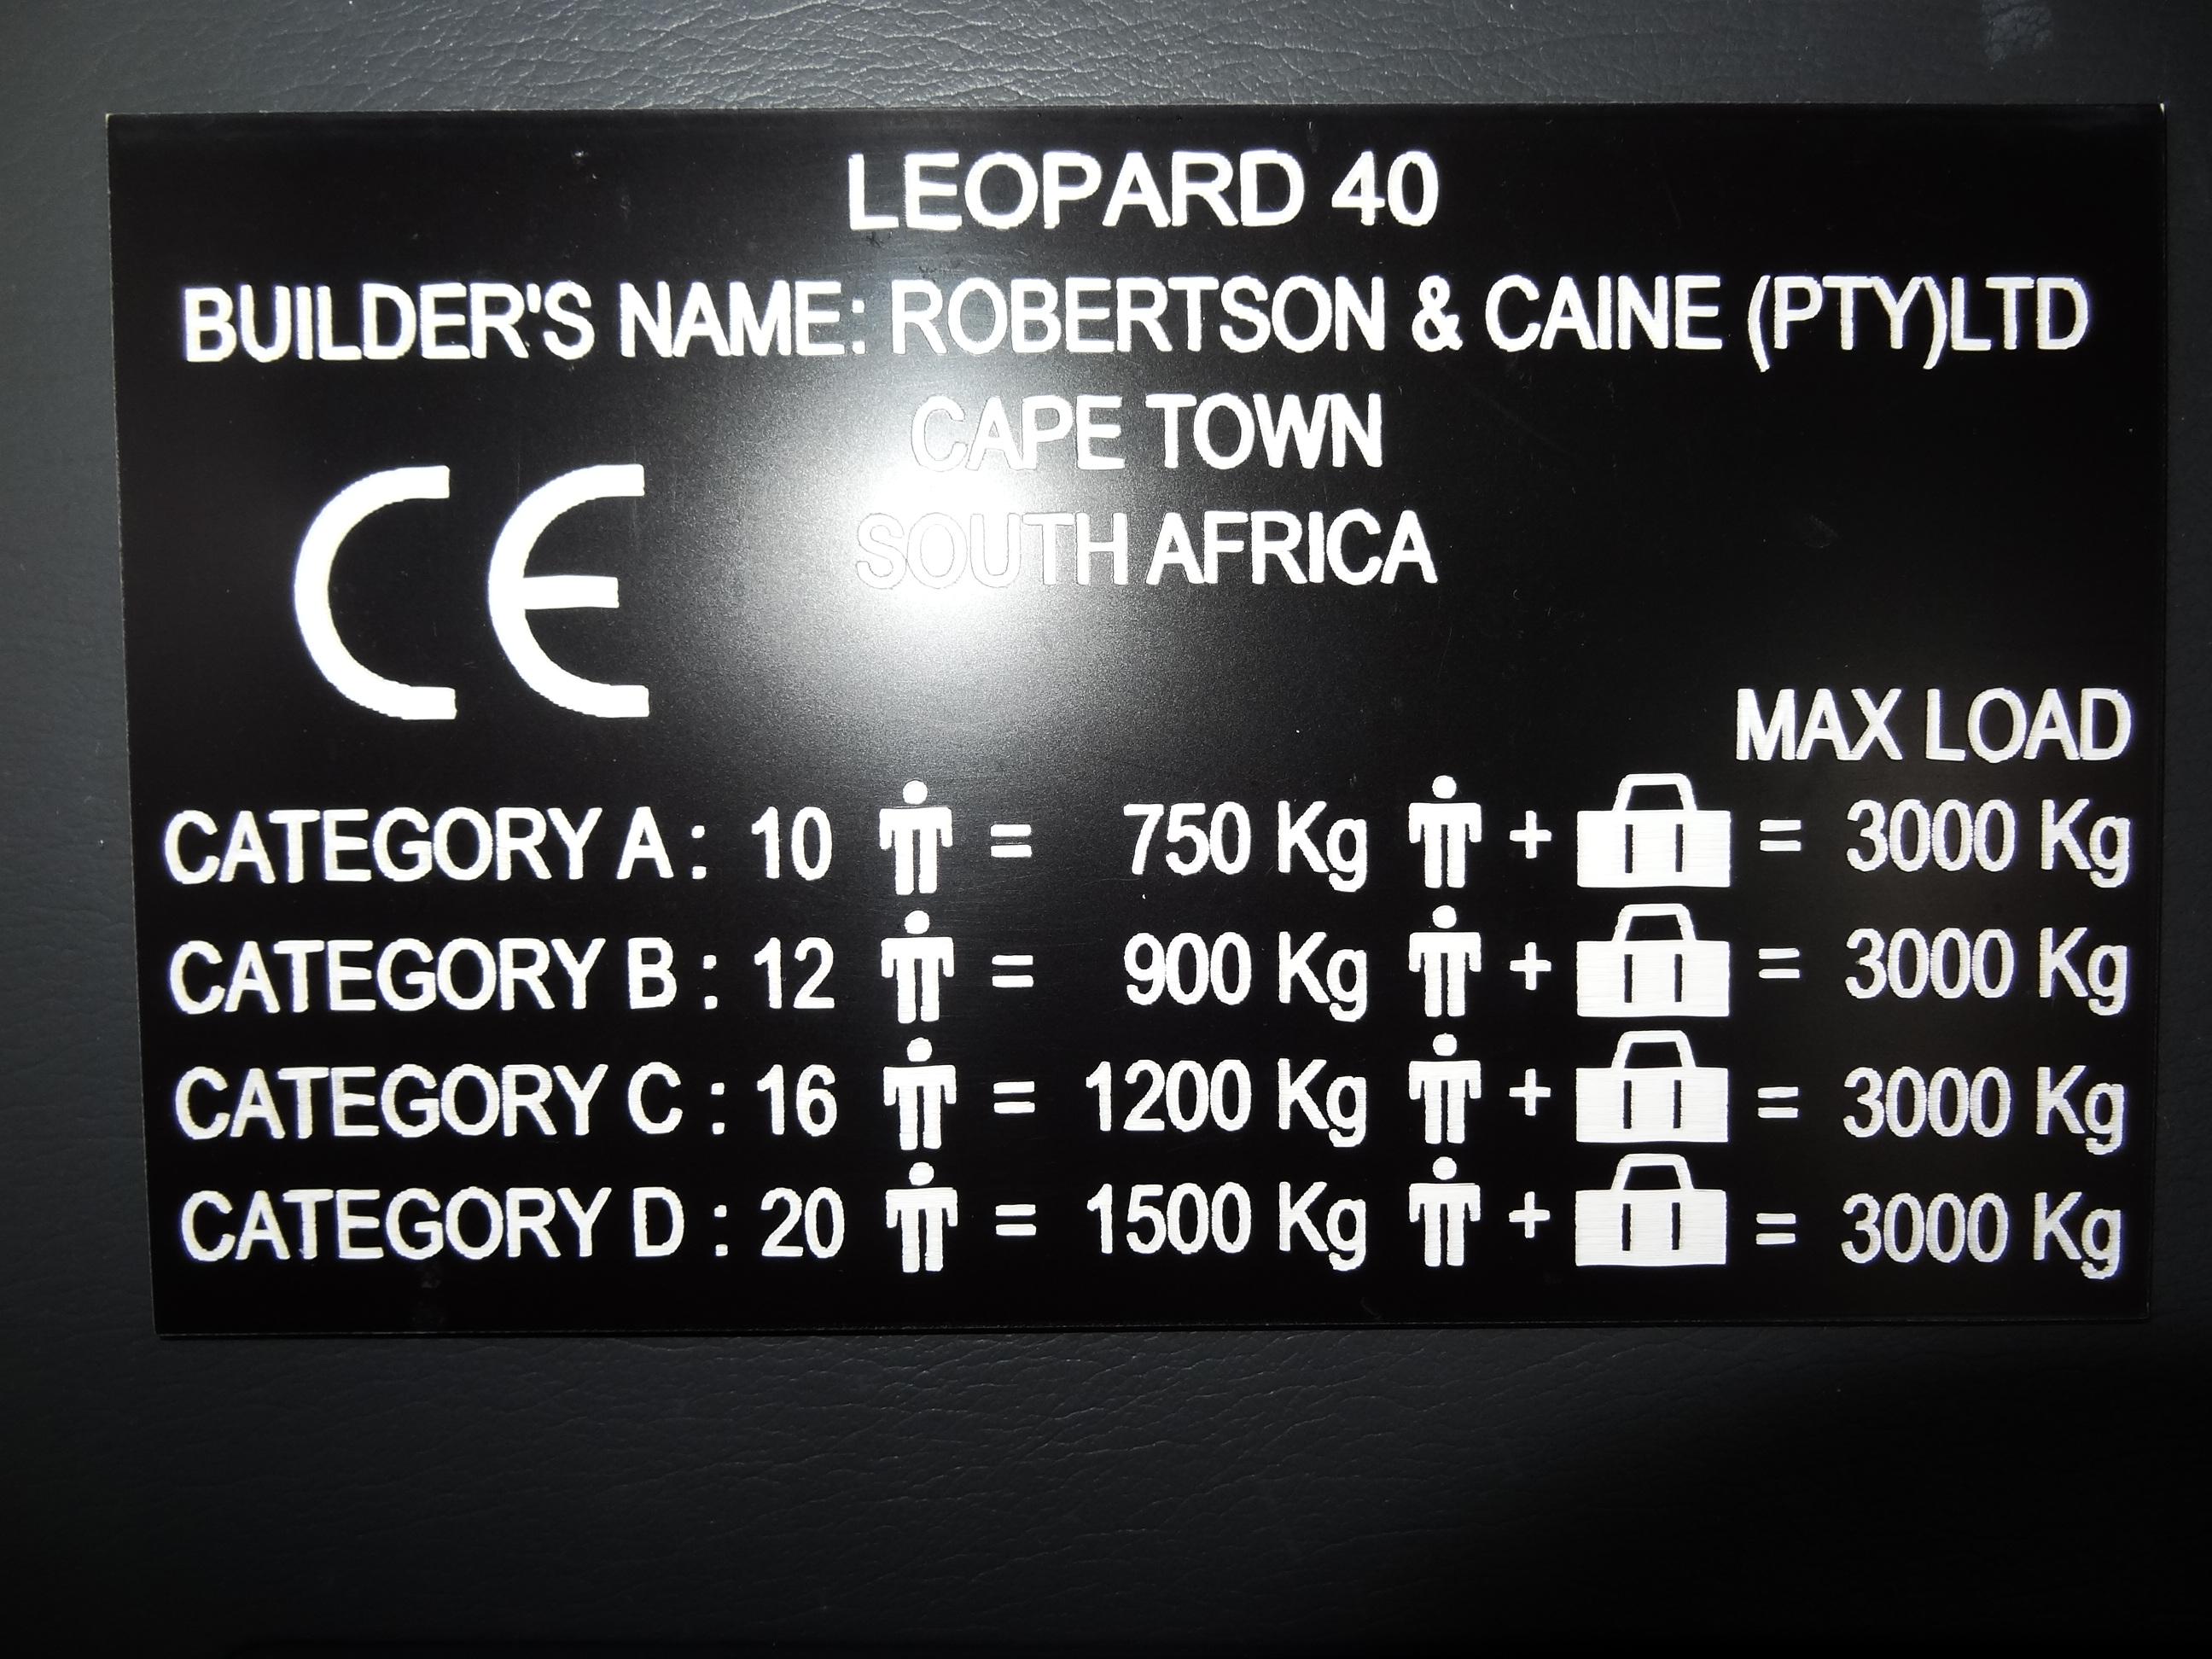 LEOPARD 40
BUILDER'S NAME: ROBERTSON & CAINE (PTY)LTD
CAPE TOWN
SOUTH AFRICA
CE
MAX LOAD
CATEGORY A : 10 = 750 Kg + = 3000 Kg
CATEGORY B : 12 = 900 Kg + = 3000 Kg
CATEGORY C : 16 = 1200 Kg + = 3000 Kg
CATEGORY D : 20 = 1500 Kg + = 3000 Kg